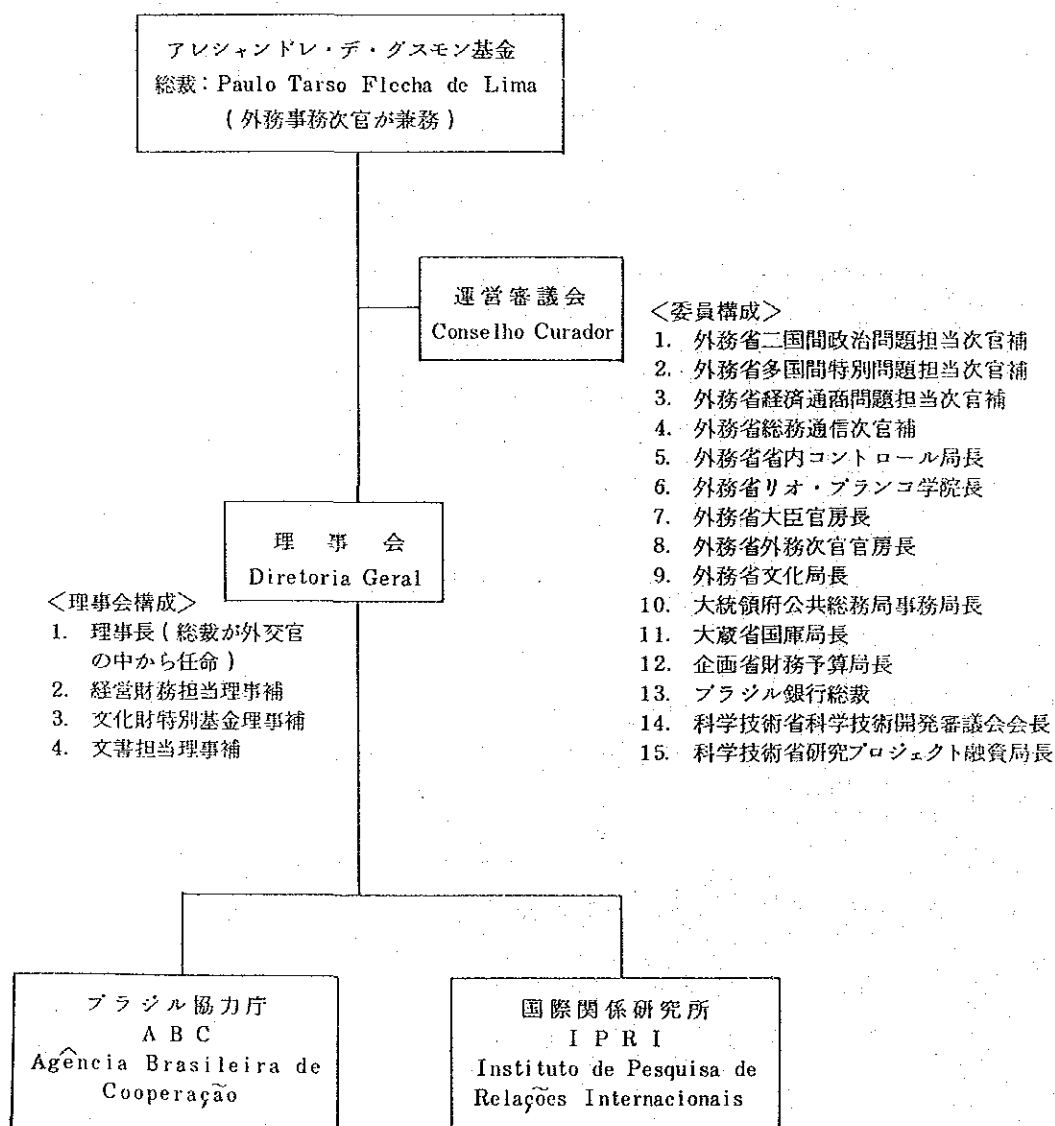 アレシャンドレ・デ・グスモン基金
総裁：Paulo Tarso Flecha de Lima
（外務事務次官が兼務）
運営審議会
Conselho Curador
＜委員構成＞
1. 外務省二国間政治問題担当次官補
2. 外務省多国間特別問題担当次官補
3. 外務省経済通商問題担当次官補
4. 外務省総務通信次官補
5. 外務省省内コントロール局長
6. 外務省リオ・ブランコ学院長
7. 外務省大臣官房長
8. 外務省外務次官官房長
9. 外務省文化局長
10. 大統領府公共総務局事務局長
11. 大蔵省国庫局長
12. 企画省財務予算局長
13. ブラジル銀行総裁
14. 科学技術省科学技術開発審議会会長
15. 科学技術省研究プロジェクト融資局長
理事会
Diretoria Geral
＜理事会構成＞
1. 理事長（総裁が外交官
の中から任命）
2. 経営財務担当理事補
3. 文化財特別基金理事補
4. 文書担当理事補
ブラジル協力庁
ABC
Agência Brasileira de
Cooperação
国際関係研究所
IPRI
Instituto de Pesquisa de
Relações Internacionais